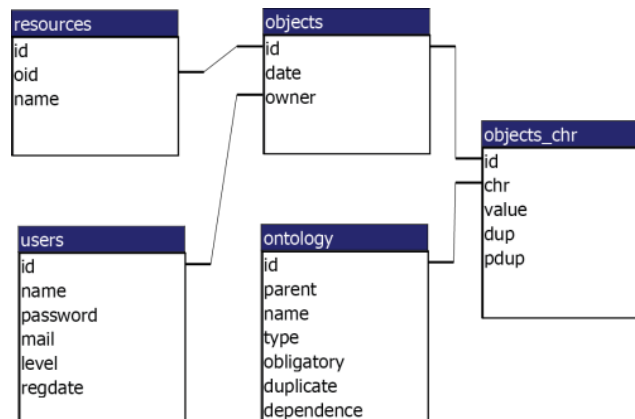 resources
id
oid
name
objects
id
date
owner
objects_chr
id
chr
value
dup
pdup
users
id
name
password
mail
level
regdate
ontology
id
parent
name
type
obligatory
duplicate
dependence